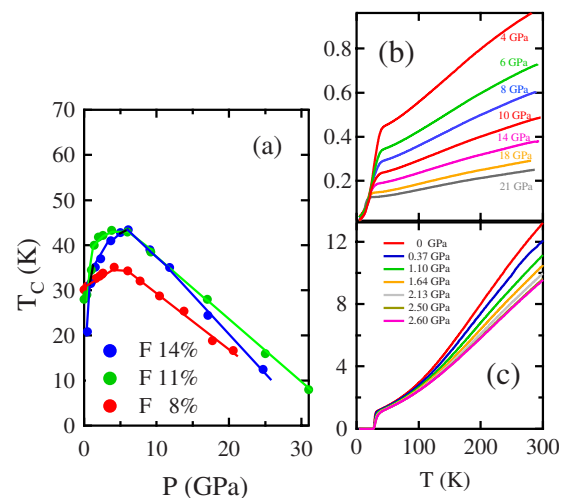 (a)
T_C (K)
70
60
50
40
30
20
10
0
F 14%
F 11%
F 8%
0
10
20
30
P (GPa)
(b)
0.8
0.6
0.4
0.2
4 GPa
6 GPa
8 GPa
10 GPa
14 GPa
18 GPa
21 GPa
(c)
12
8
4
0
0 GPa
0.37 GPa
1.10 GPa
1.64 GPa
2.13 GPa
2.50 GPa
2.60 GPa
0
100
200
300
T (K)